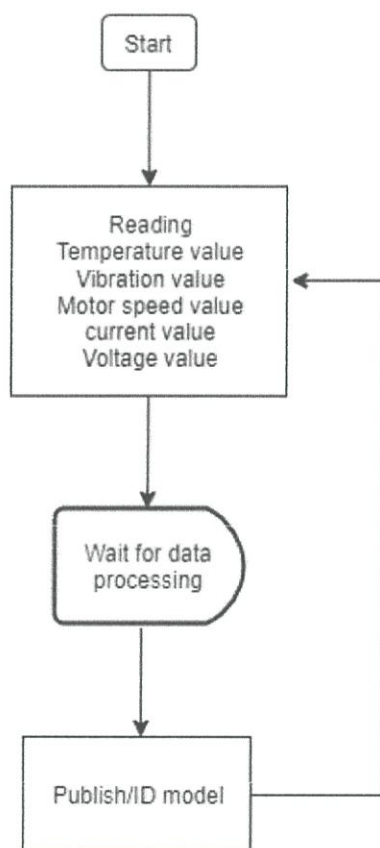 Start
Reading
Temperature value
Vibration value
Motor speed value
current value
Voltage value
Wait for data
processing
Publish/ID model